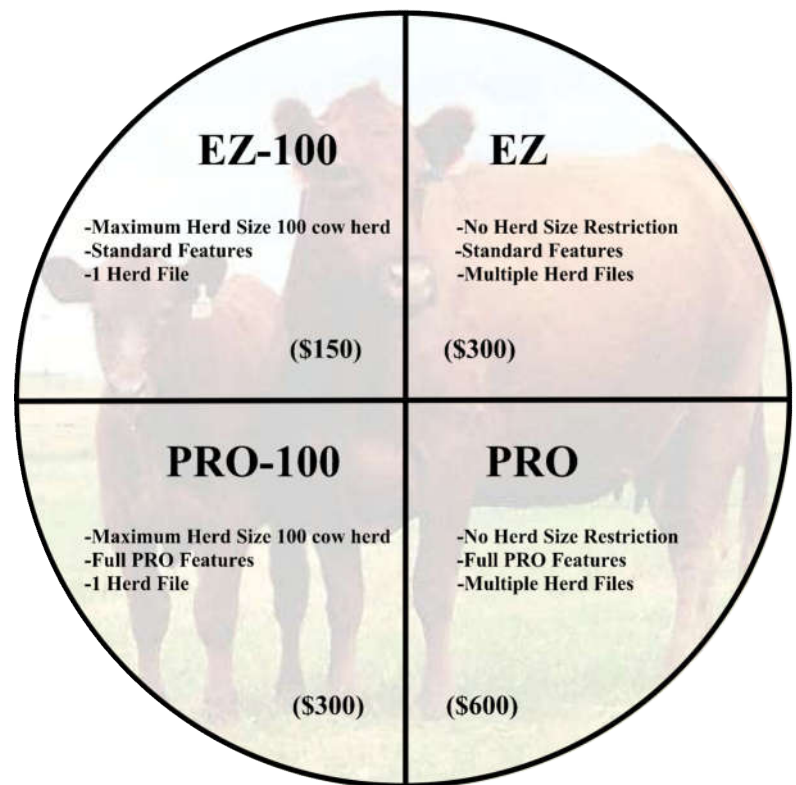 EZ-100
-Maximum Herd Size 100 cow herd
-Standard Features
-1 Herd File
($150)
EZ
-No Herd Size Restriction
-Standard Features
-Multiple Herd Files
($300)
PRO-100
-Maximum Herd Size 100 cow herd
-Full PRO Features
-1 Herd File
($300)
PRO
-No Herd Size Restriction
-Full PRO Features
-Multiple Herd Files
($600)